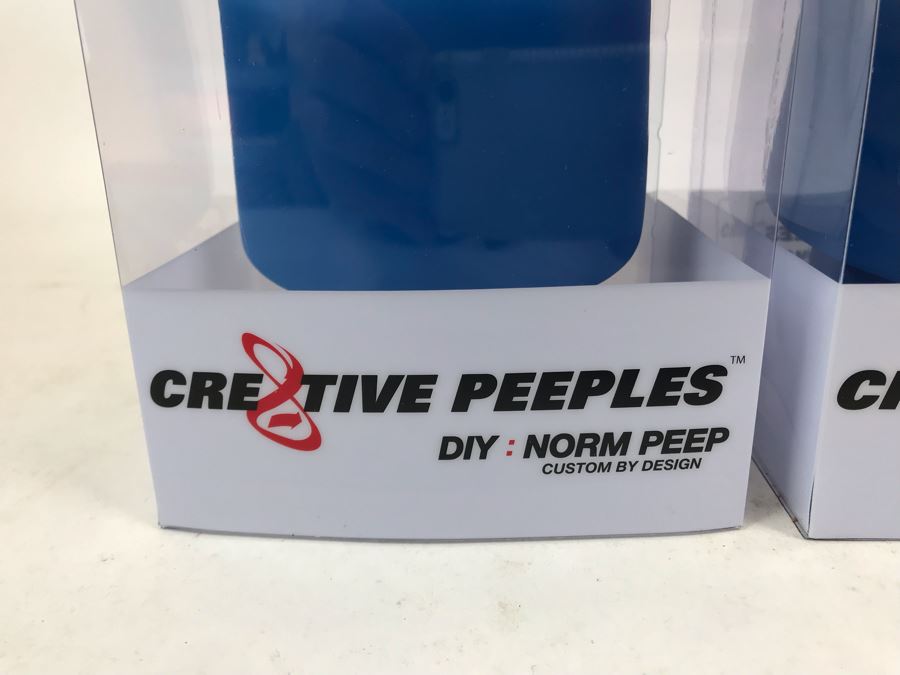 CRE8TIVE PEEPLES™
DIY : NORM PEEP
CUSTOM BY DESIGN
C